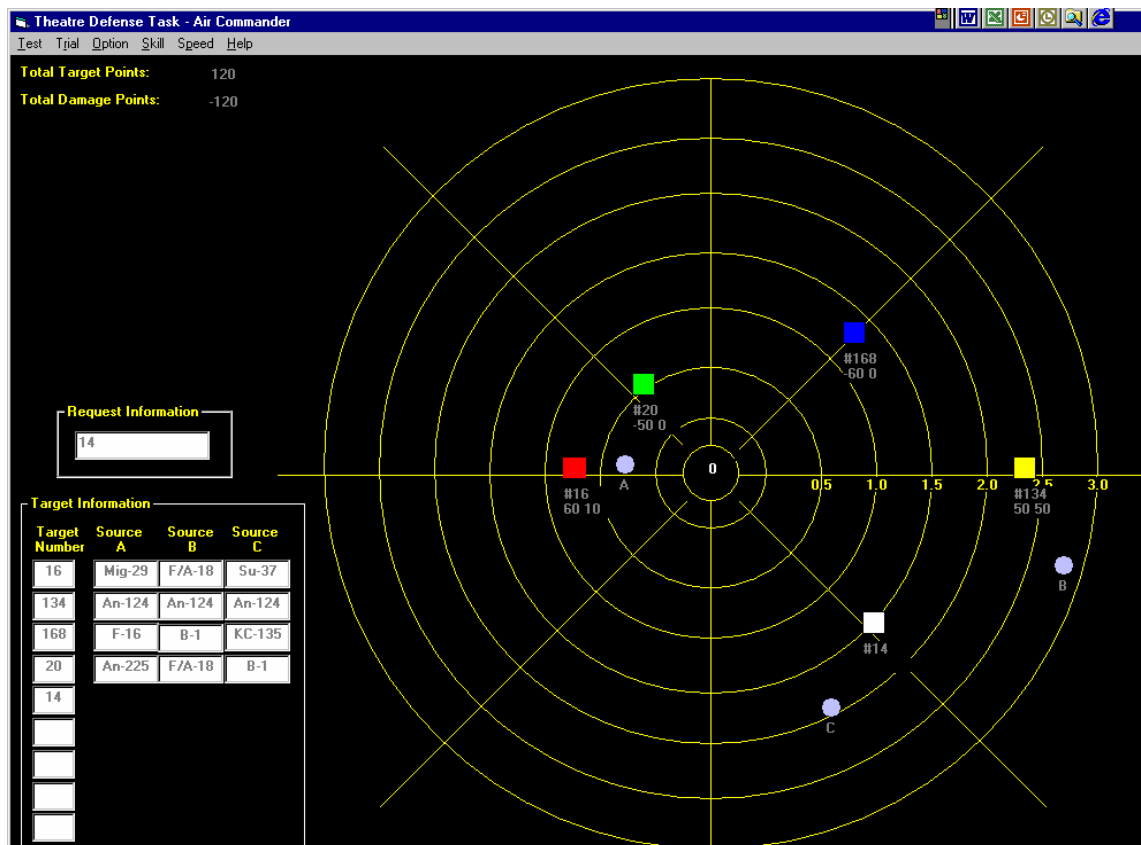 Theatre Defense Task - Air Commander
Test Trial Option Skill Speed Help
Total Target Points: 120
Total Damage Points: -120
#168
-60 0
#20
-50 0
Request Information
14
0
A
0.5 1.0 1.5 2.0 2.5 3.0
#16
60 10
#134
50 50
B
#14
C
Target Information
Target Number Source A Source B Source C
16 Mig-29 F/A-18 Su-37
134 An-124 An-124 An-124
168 F-16 B-1 KC-135
20 An-225 F/A-18 B-1
14